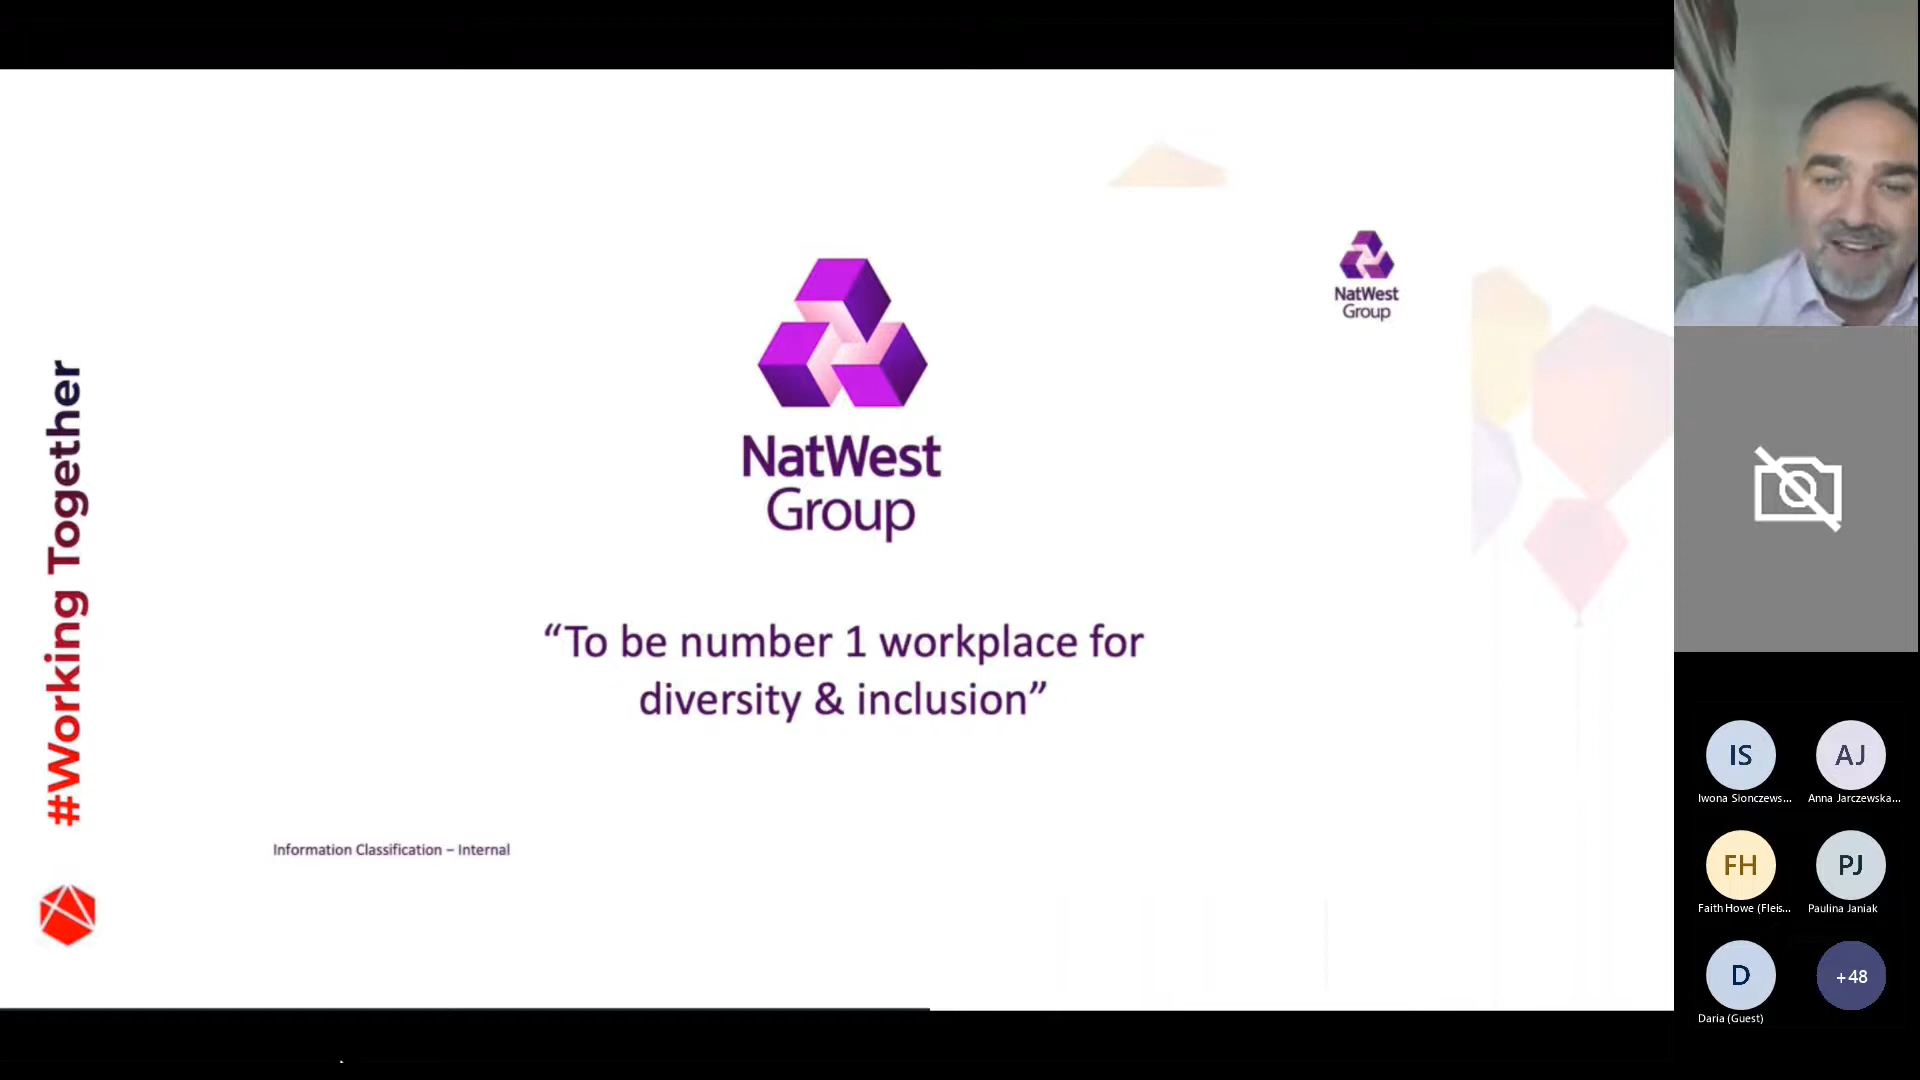 #Working Together
NatWest
Group
NatWest
Group
“To be number 1 workplace for
diversity & inclusion”
Information Classification – Internal
IS
Iwona Sionczews...
AJ
Anna Jarczewska...
FH
Faith Howe (Fleis...
PJ
Paulina Janiak
D
Daria (Guest)
+48